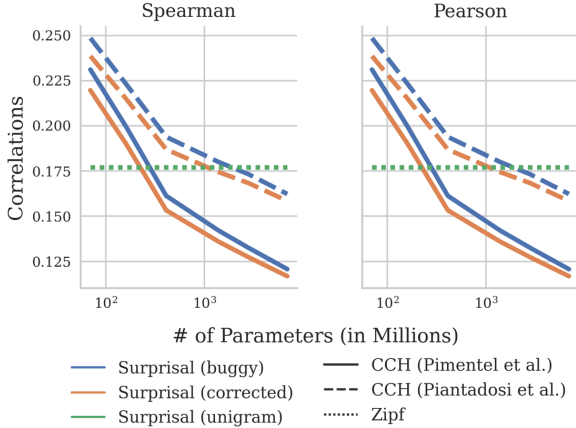 Spearman
Pearson
0.250
0.225
0.200
0.175
0.150
0.125
Correlations
10²
10³
10²
10³
# of Parameters (in Millions)
Surprisal (buggy)
Surprisal (corrected)
Surprisal (unigram)
CCH (Pimentel et al.)
CCH (Piantadosi et al.)
Zipf